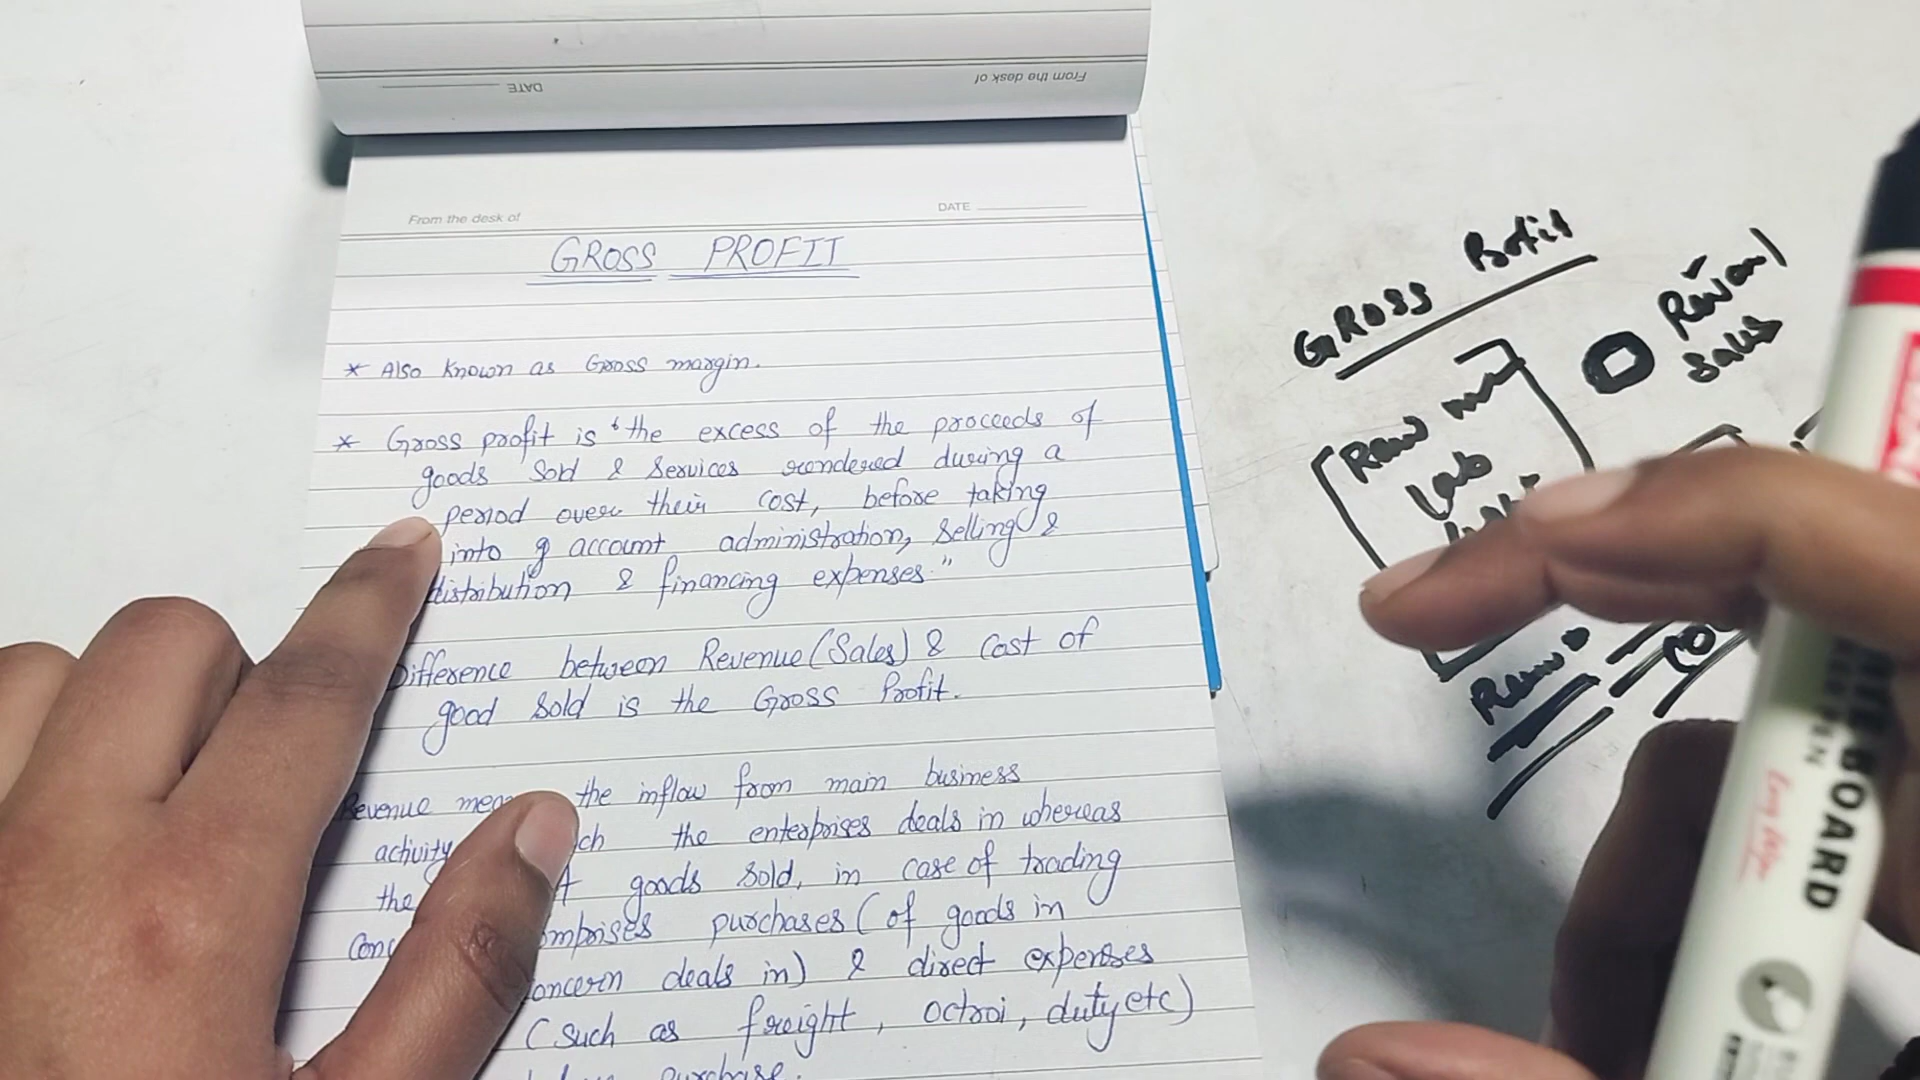 DATE
From the desk of
From the desk of
DATE
GROSS PROFIT
* Also known as Gross margin.
* Gross profit is "the excess of the proceeds of
goods sold & services rendered during a
period over their cost, before taking
into account administration, selling &
distribution & financing expenses."
Difference between Revenue (Sales) & cost of
good sold is the Gross Profit.
Revenue the inflow from main business
activity the enterprises deals in whereas
the goods sold, in case of trading
purchases (of goods in
deals in) & direct expenses
(such as freight, octroi, duty etc)
purchase.
GROSS Profit
Sales
Raw
Lab
BOARD